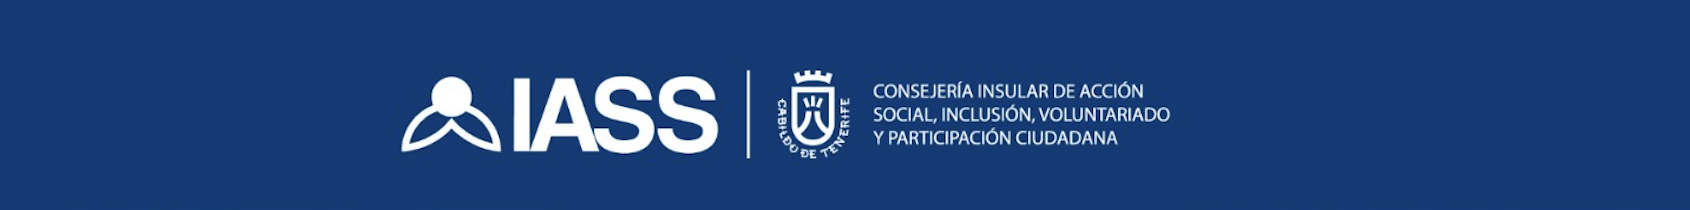 IASS
CABILDO DE TENERIFE
CONSEJERÍA INSULAR DE ACCIÓN
SOCIAL, INCLUSIÓN, VOLUNTARIADO
Y PARTICIPACIÓN CIUDADANA